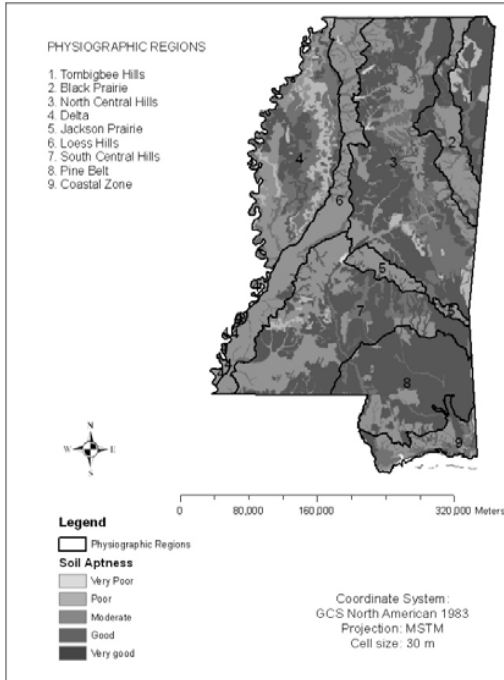 PHYSIOGRAPHIC REGIONS
1. Tombigbee Hills
2. Black Prairie
3. North Central Hills
4. Delta
5. Jackson Prairie
6. Loess Hills
7. South Central Hills
8. Pine Belt
9. Coastal Zone
1
2
3
4
6
5
5
7
8
9
N
W E
S
0 80,000 160,000 320,000 Meters
Legend
Physiographic Regions
Soil Aptness
Very Poor
Poor
Moderate
Good
Very good
Coordinate System:
GCS North American 1983
Projection: MSTM
Cell size: 30 m